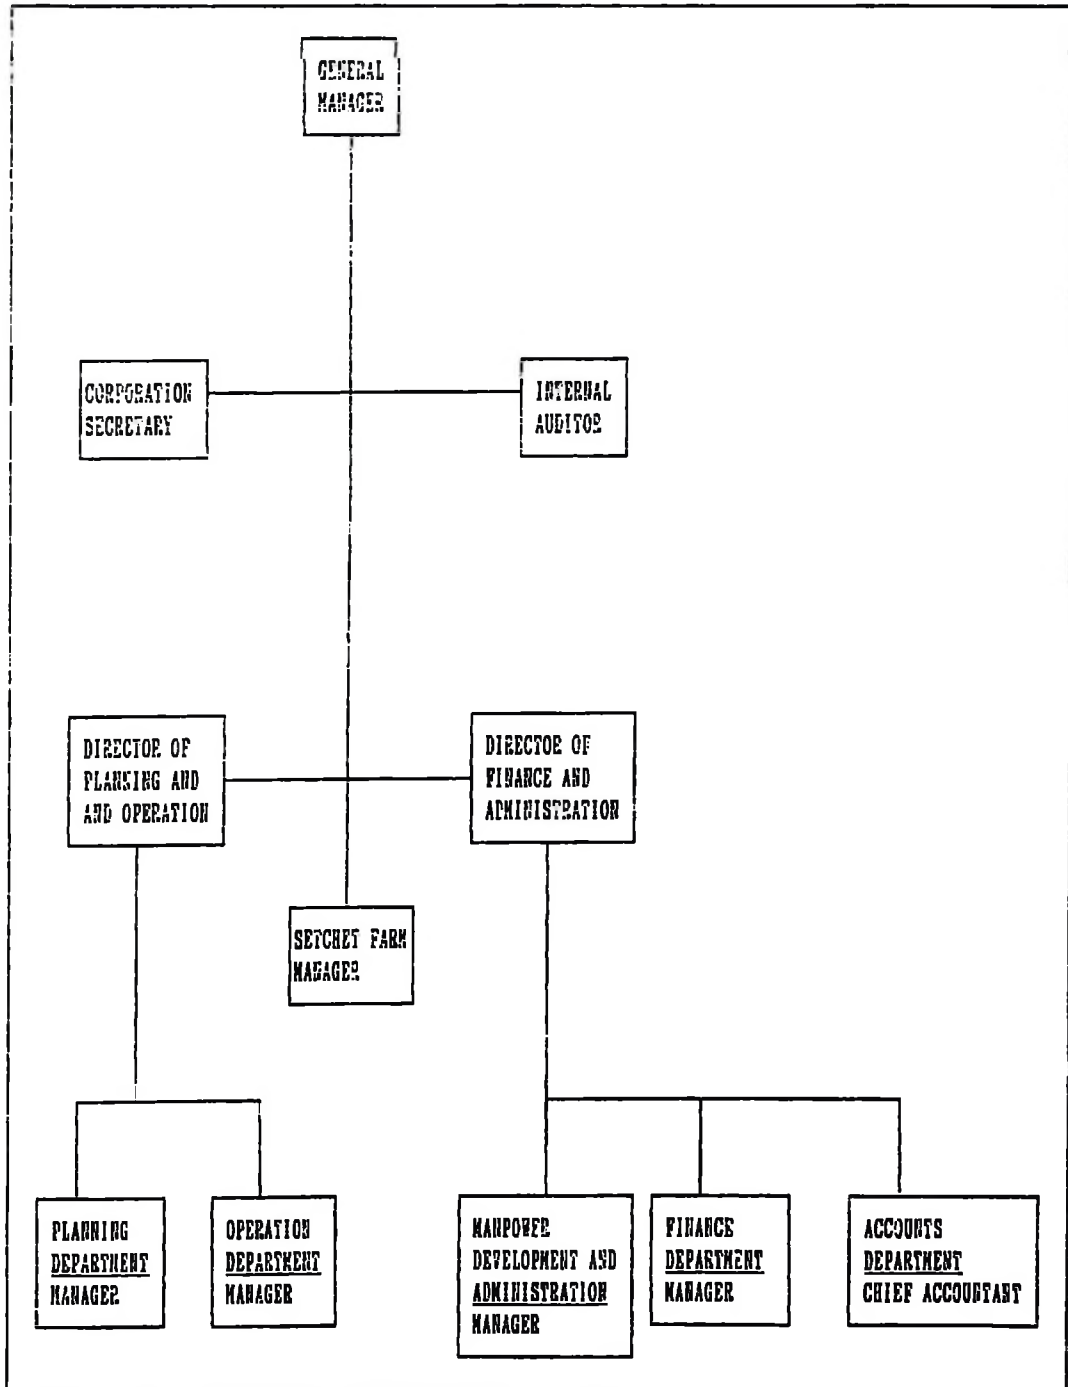 GENERAL
MANAGER
CORPORATION
SECRETARY
INTERNAL
AUDITOR
DIRECTOR OF
PLANNING AND
AND OPERATION
DIRECTOR OF
FINANCE AND
ADMINISTRATION
SETCHET FARM
MANAGER
PLANNING
DEPARTMENT
MANAGER
OPERATION
DEPARTMENT
MANAGER
MANPOWER
DEVELOPMENT AND
ADMINISTRATION
MANAGER
FINANCE
DEPARTMENT
MANAGER
ACCOUNTS
DEPARTMENT
CHIEF ACCOUNTANT